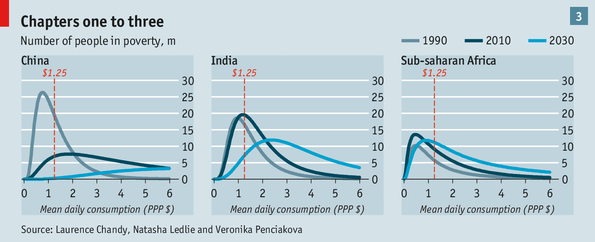 3
Chapters one to three
Number of people in poverty, m
1990 2010 2030
China India Sub-saharan Africa
$1.25 $1.25 $1.25
30 30 30
25 25 25
20 20 20
15 15 15
10 10 10
5 5 5
0 0 0
0 1 2 3 4 5 6 0 1 2 3 4 5 6 0 1 2 3 4 5 6
Mean daily consumption (PPP $) Mean daily consumption (PPP $) Mean daily consumption (PPP $)
Source: Laurence Chandy, Natasha Ledlie and Veronika Penciakova